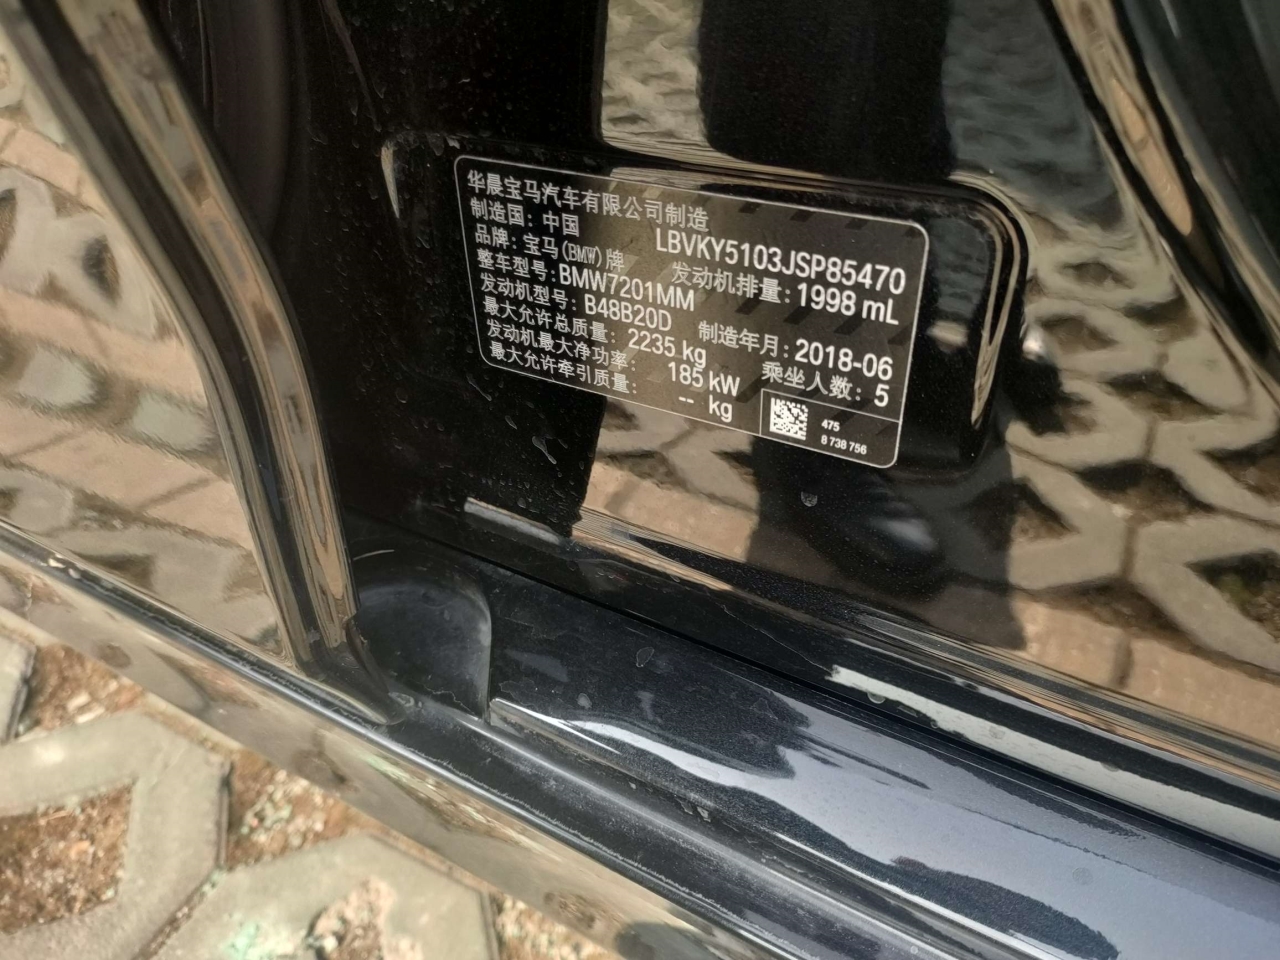 华晨宝马汽车有限公司制造
制造国: 中国 LBVKY5103JSP85470
品牌: 宝马(BMW)牌 发动机排量: 1998 mL
整车型号: BMW7201MM
发动机型号: B48B20D 制造年月: 2018-06
最大允许总质量: 2235 kg 乘坐人数: 5
发动机最大净功率: 185 kW
最大允许牵引质量: -- kg
475
8 738 756